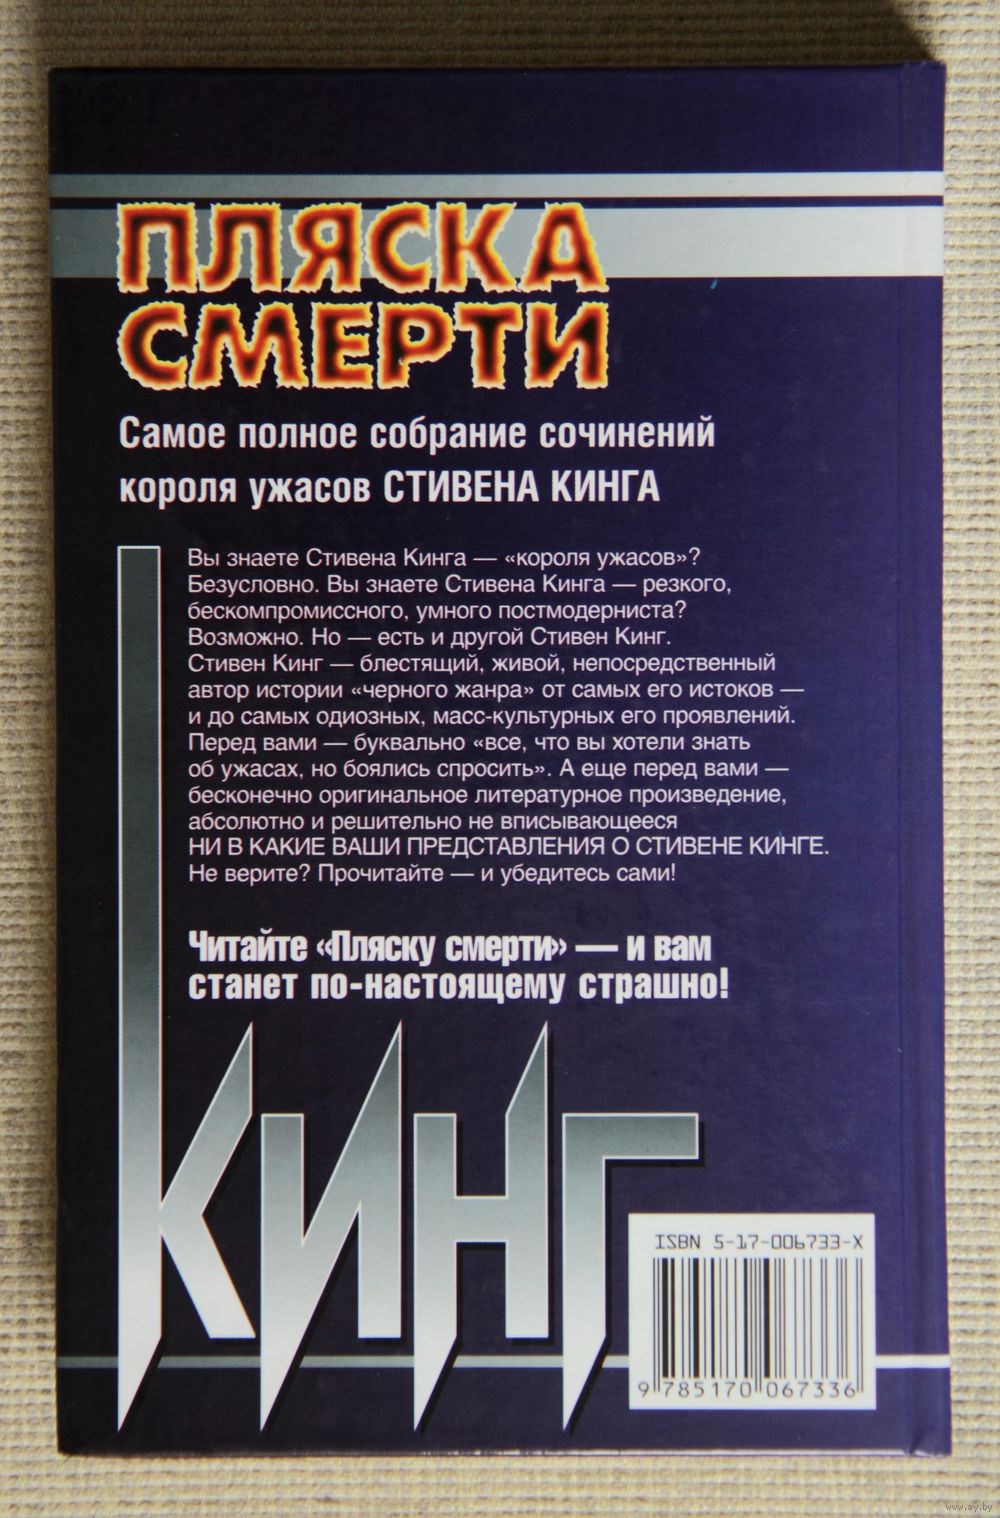 ПЛЯСКА
СМЕРТИ
Самое полное собрание сочинений
короля ужасов СТИВЕНА КИНГА
Вы знаете Стивена Кинга — «короля ужасов»?
Безусловно. Вы знаете Стивена Кинга — резкого,
бескомпромиссного, умного постмодерниста?
Возможно. Но — есть и другой Стивен Кинг.
Стивен Кинг — блестящий, живой, непосредственный
автор истории «черного жанра» от самых его истоков —
и до самых одиозных, масс-культурных его проявлений.
Перед вами — буквально «все, что вы хотели знать
об ужасах, но боялись спросить». А еще перед вами —
бесконечно оригинальное литературное произведение,
абсолютно и решительно не вписывающееся
НИ В КАКИЕ ВАШИ ПРЕДСТАВЛЕНИЯ О СТИВЕНЕ КИНГЕ.
Не верите? Прочитайте — и убедитесь сами!
Читайте «Пляску смерти» — и вам
станет по-настоящему страшно!
КИНГ
ISBN 5-17-006733-X
9 785170 067336
www.ay.by